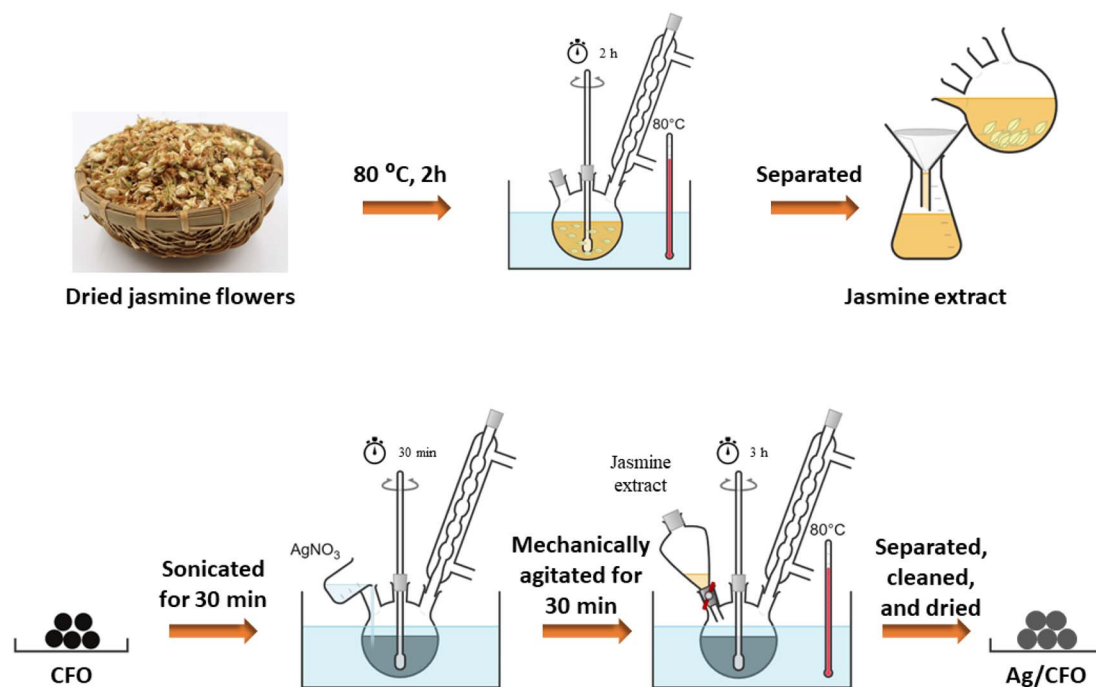 2 h
80°C
80 ⁰C, 2h
Separated
Dried jasmine flowers
Jasmine extract
30 min
3 h
Jasmine
extract
AgNO₃
Sonicated
for 30 min
Mechanically
agitated for
30 min
80°C
Separated,
cleaned,
and dried
CFO
Ag/CFO